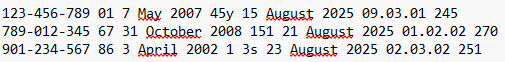 123-456-789 01 7 May 2007 45y 15 August 2025 09.03.01 245
789-012-345 67 31 October 2008 151 21 August 2025 01.02.02 270
901-234-567 86 3 April 2002 1 3s 23 August 2025 02.03.02 251